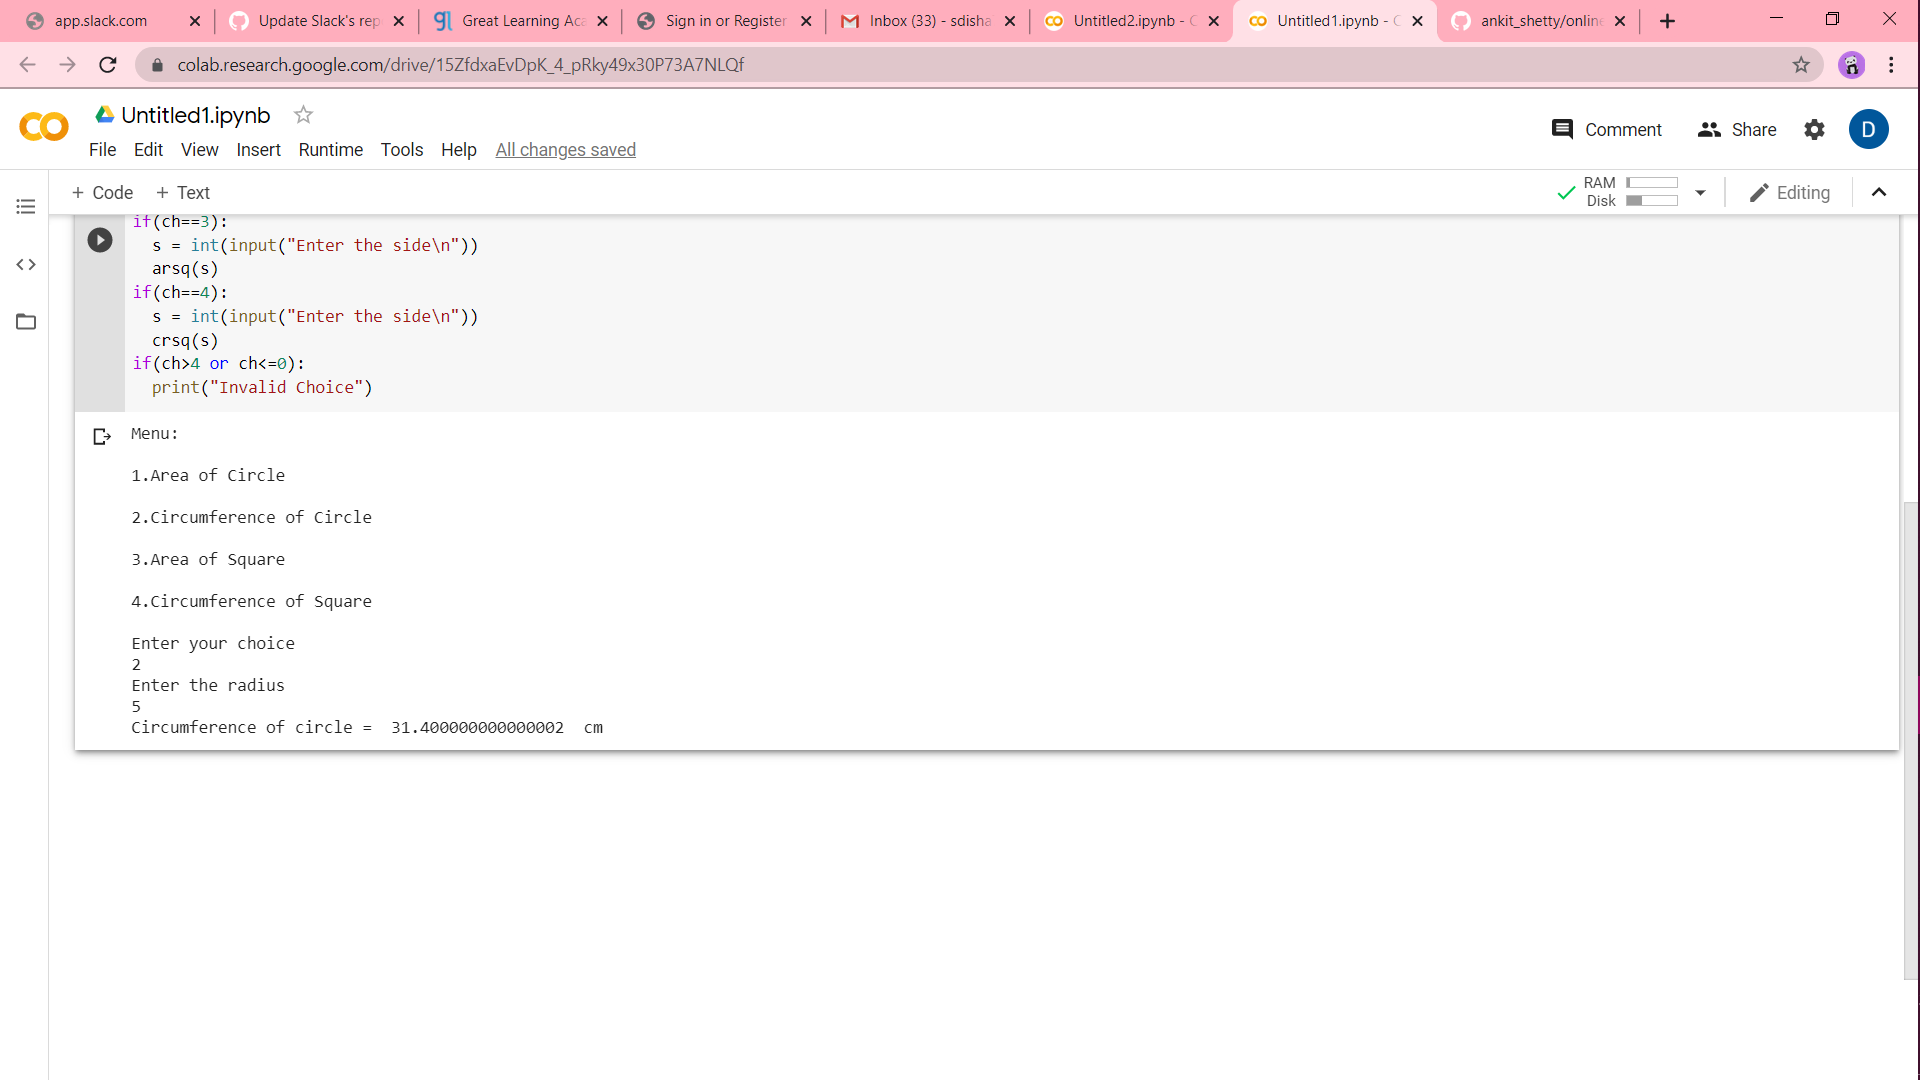 app.slack.com
Update Slack's rep
Great Learning Aca
Sign in or Register
Inbox (33) - sdisha
Untitled2.ipynb - C
Untitled1.ipynb - C
ankit_shetty/online
colab.research.google.com/drive/15ZfdxaEvDpK_4_pRky49x30P73A7NLQf
Untitled1.ipynb
Comment
Share
D
File Edit View Insert Runtime Tools Help All changes saved
+ Code + Text
RAM
Disk
Editing
if(ch==3):
  s = int(input("Enter the side\n"))
  arsq(s)
if(ch==4):
  s = int(input("Enter the side\n"))
  crsq(s)
if(ch>4 or ch<=0):
  print("Invalid Choice")
Menu:
1.Area of Circle
2.Circumference of Circle
3.Area of Square
4.Circumference of Square
Enter your choice
2
Enter the radius
5
Circumference of circle =  31.400000000000002  cm